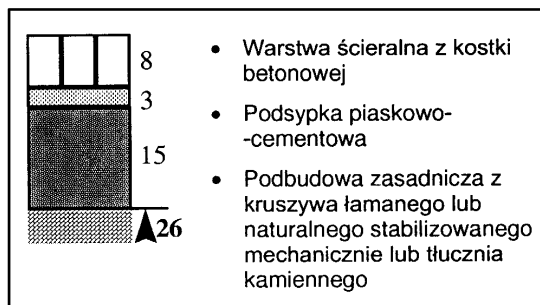 8
3
15
26
• Warstwa ścieralna z kostki
betonowej
• Podsypka piaskowo-
-cementowa
• Podbudowa zasadnicza z
kruszywa łamanego lub
naturalnego stabilizowanego
mechanicznie lub tłucznia
kamiennego